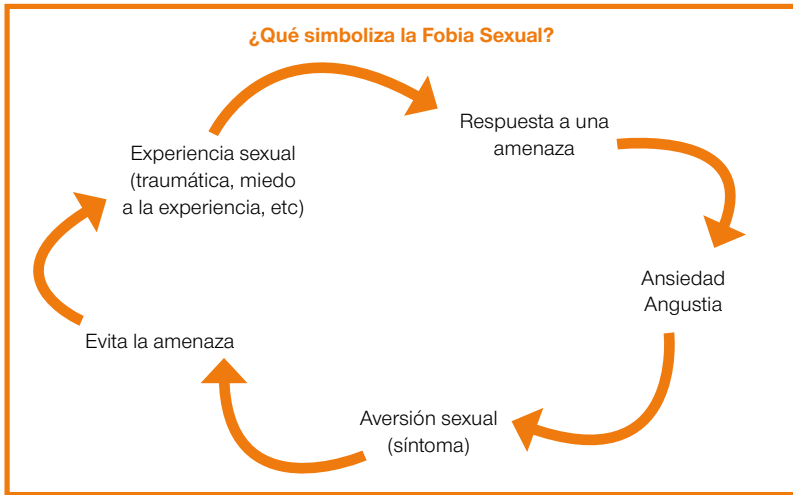 ¿Qué simboliza la Fobia Sexual?
Experiencia sexual
(traumática, miedo
a la experiencia, etc)
Respuesta a una
amenaza
Ansiedad
Angustia
Aversión sexual
(síntoma)
Evita la amenaza